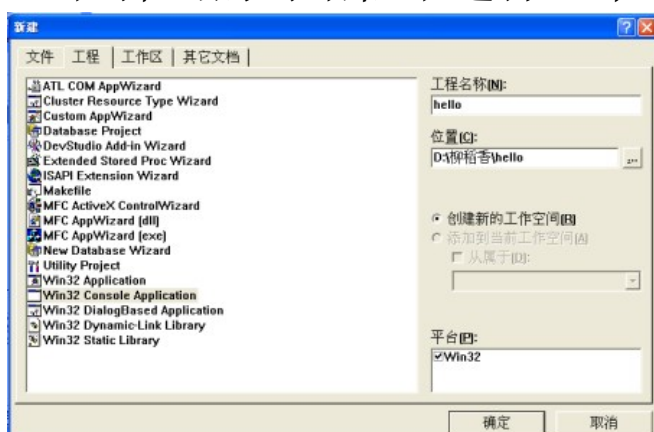 新建
文件 工程 工作区 其它文档
ATL COM AppWizard
Cluster Resource Type Wizard
Custom AppWizard
Database Project
DevStudio Add-in Wizard
Extended Stored Proc Wizard
ISAPI Extension Wizard
Makefile
MFC ActiveX ControlWizard
MFC AppWizard (dll)
MFC AppWizard (exe)
New Database Wizard
Utility Project
Win32 Application
Win32 Console Application
Win32 DialogBased Application
Win32 Dynamic-Link Library
Win32 Static Library
工程名称(N):
hello
位置(C):
D:\柳稻香\hello
...
创建新的工作空间(R)
添加到当前工作空间(A)
从属于(D):
平台(P):
Win32
确定 取消